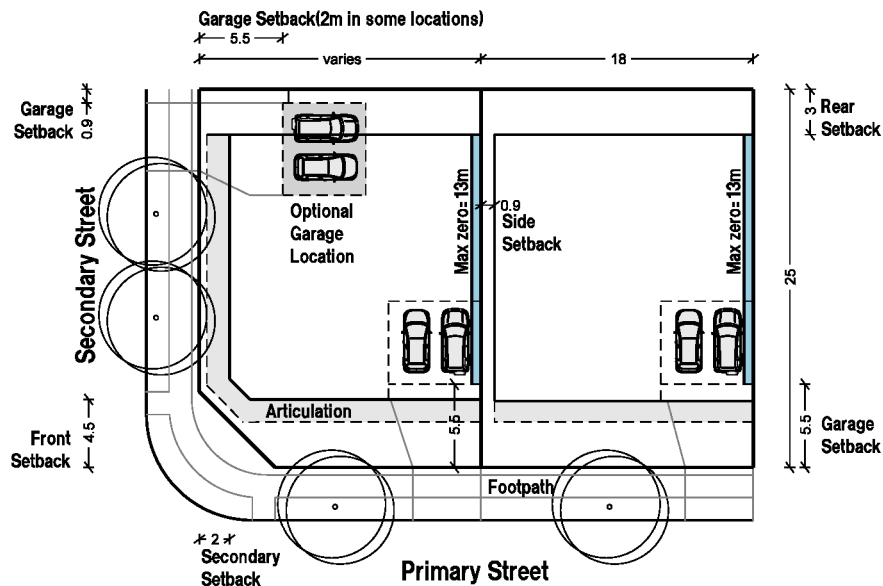 Garage Setback(2m in some locations)
5.5
varies
18
Garage
Setback
0.9
3
Rear
Setback
Optional
Garage
Location
Max zero=13m
0.9
Side
Setback
Max zero=13m
Secondary Street
25
Articulation
Front
Setback
4.5
5.5
5.5
Garage
Setback
Footpath
2
Secondary
Setback
Primary Street